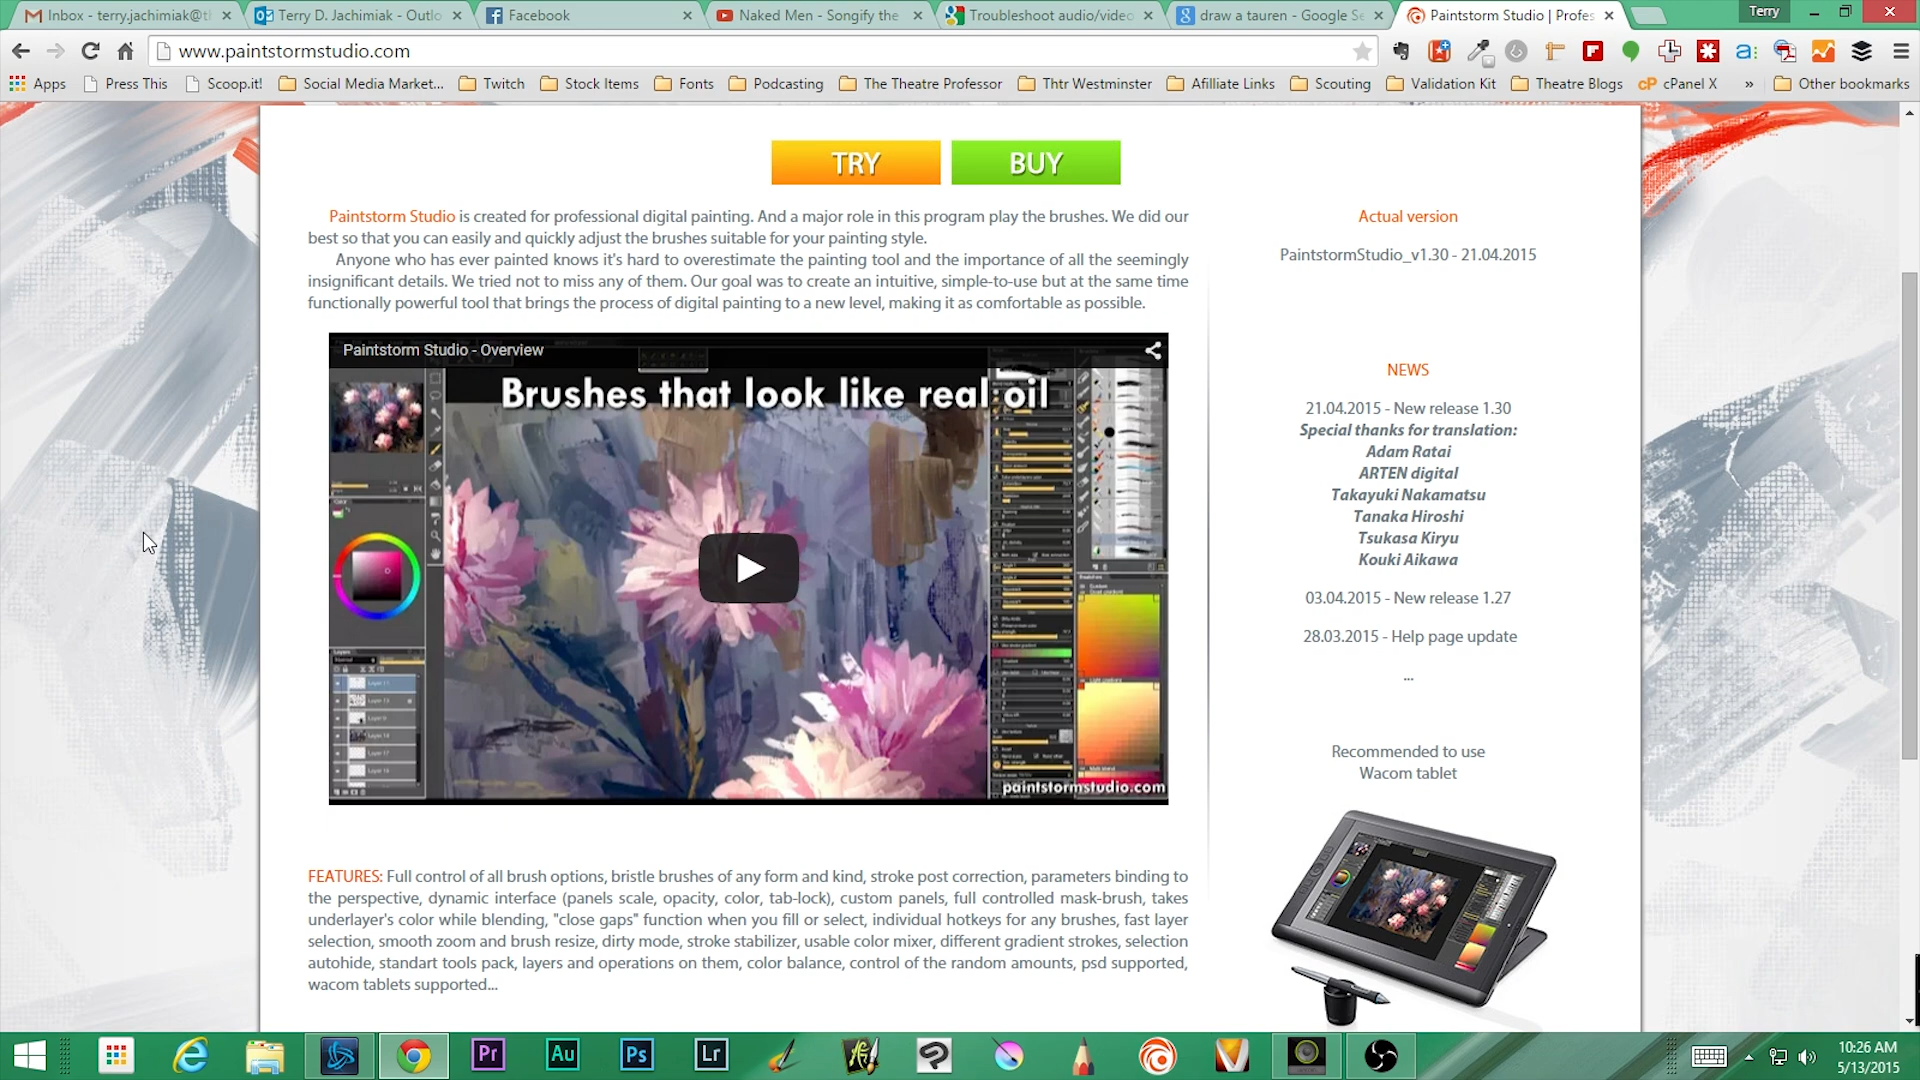 Inbox - terry.jachimiak@t
Terry D. Jachimiak - Outlo
Facebook
Naked Men - Songify the
Troubleshoot audio/video
draw a tauren - Google Se
Paintstorm Studio | Profes
Terry
www.paintstormstudio.com
Apps
Press This
Scoop.it!
Social Media Market...
Twitch
Stock Items
Fonts
Podcasting
The Theatre Professor
Thtr Westminster
Afilliate Links
Scouting
Validation Kit
Theatre Blogs
cPanel X
»
Other bookmarks
TRY
BUY
Paintstorm Studio is created for professional digital painting. And a major role in this program play the brushes. We did our
best so that you can easily and quickly adjust the brushes suitable for your painting style.
Anyone who has ever painted knows it's hard to overestimate the painting tool and the importance of all the seemingly
insignificant details. We tried not to miss any of them. Our goal was to create an intuitive, simple-to-use but at the same time
functionally powerful tool that brings the process of digital painting to a new level, making it as comfortable as possible.
Paintstorm Studio - Overview
Brushes that look like real oil
paintstormstudio.com
FEATURES: Full control of all brush options, bristle brushes of any form and kind, stroke post correction, parameters binding to
the perspective, dynamic interface (panels scale, opacity, color, tab-lock), custom panels, full controlled mask-brush, takes
underlayer's color while blending, "close gaps" function when you fill or select, individual hotkeys for any brushes, fast layer
selection, smooth zoom and brush resize, dirty mode, stroke stabilizer, usable color mixer, different gradient strokes, selection
autohide, standart tools pack, layers and operations on them, color balance, control of the random amounts, psd supported,
wacom tablets supported...
Actual version
PaintstormStudio_v1.30 - 21.04.2015
NEWS
21.04.2015 - New release 1.30
Special thanks for translation:
Adam Ratai
ARTEN digital
Takayuki Nakamatsu
Tanaka Hiroshi
Tsukasa Kiryu
Kouki Aikawa
03.04.2015 - New release 1.27
28.03.2015 - Help page update
...
Recommended to use
Wacom tablet
Pr
Au
Ps
Lr
10:26 AM
5/13/2015